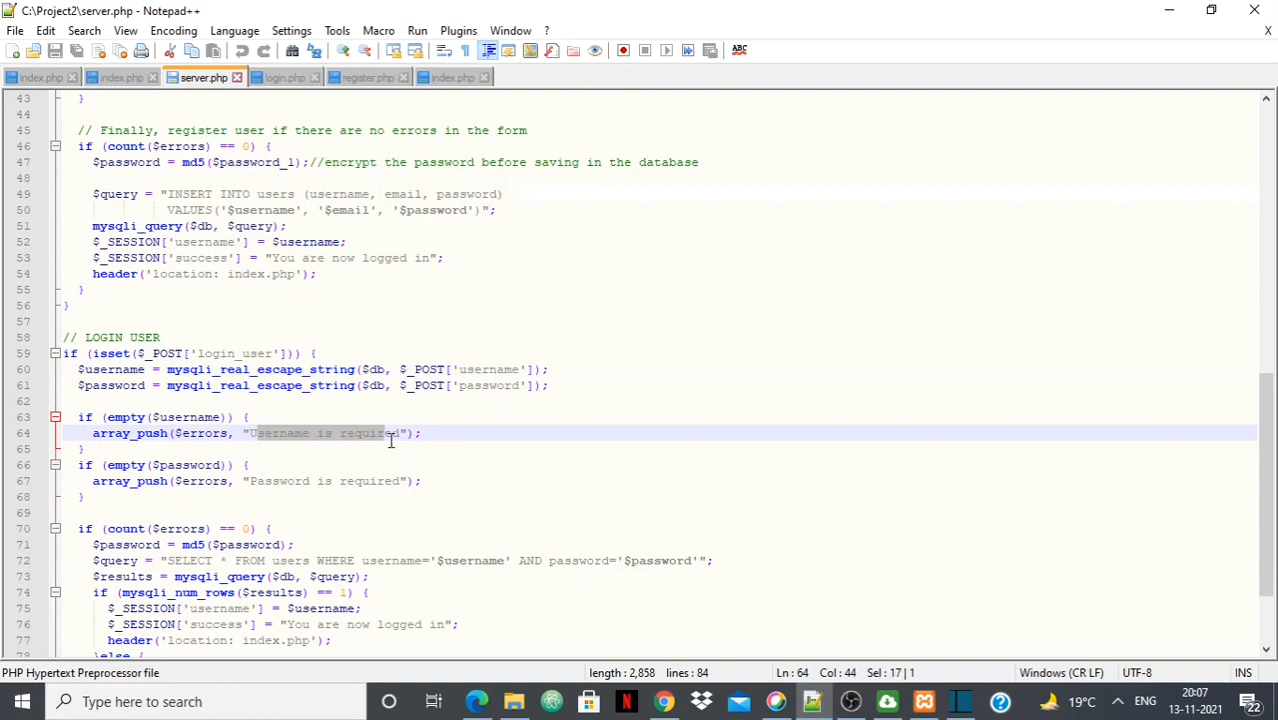 C:\Project2\server.php - Notepad++
File Edit Search View Encoding Language Settings Tools Macro Run Plugins Window ? X
ABC
index.php index.php server.php login.php register.php index.php
43 }
44
45 // Finally, register user if there are no errors in the form
46 if (count($errors) == 0) {
47 $password = md5($password_1);//encrypt the password before saving in the database
48
49 $query = "INSERT INTO users (username, email, password)
50 VALUES('$username', '$email', '$password')";
51 mysqli_query($db, $query);
52 $_SESSION['username'] = $username;
53 $_SESSION['success'] = "You are now logged in";
54 header('location: index.php');
55 }
56 }
57
58 // LOGIN USER
59 if (isset($_POST['login_user'])) {
60 $username = mysqli_real_escape_string($db, $_POST['username']);
61 $password = mysqli_real_escape_string($db, $_POST['password']);
62
63 if (empty($username)) {
64 array_push($errors, "Username is required");
65 }
66 if (empty($password)) {
67 array_push($errors, "Password is required");
68 }
69
70 if (count($errors) == 0) {
71 $password = md5($password);
72 $query = "SELECT * FROM users WHERE username='$username' AND password='$password'";
73 $results = mysqli_query($db, $query);
74 if (mysqli_num_rows($results) == 1) {
75 $_SESSION['username'] = $username;
76 $_SESSION['success'] = "You are now logged in";
77 header('location: index.php');
78 }else {
PHP Hypertext Preprocessor file length : 2,858 lines : 84 Ln : 64 Col : 44 Sel : 17 | 1 Windows (CR LF) UTF-8 INS
Type here to search 19°C ENG 20:07
13-11-2021 22